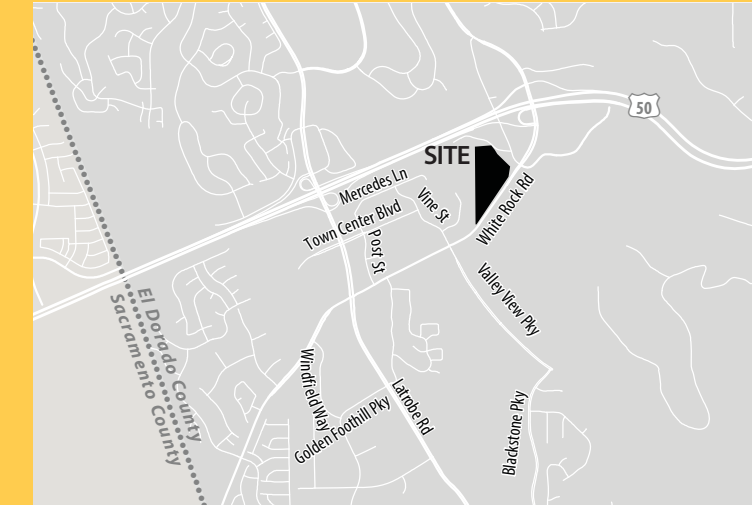 50
SITE
Mercedes Ln
Vine St
Town Center Blvd
White Rock Rd
Post St
Valley View Pky
El Dorado County
Sacramento County
Windfield Way
Latrobe Rd
Golden Foothill Pky
Blackstone Pky